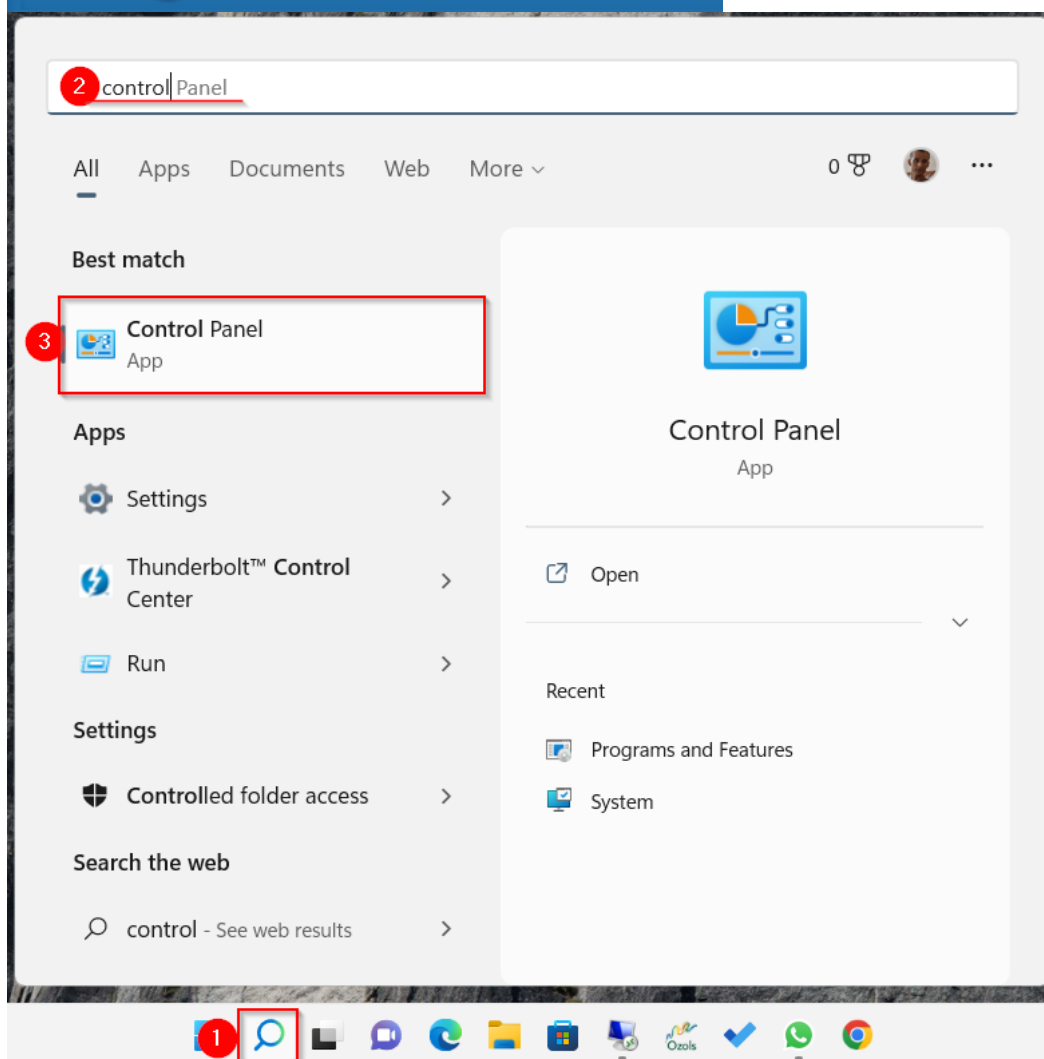 2 control Panel
All Apps Documents Web More 0
Best match
3
Control Panel
App
Apps
Settings
Thunderbolt™ Control
Center
Run
Settings
Controlled folder access
Search the web
control - See web results
Control Panel
App
Open
Recent
Programs and Features
System
1
Ozols